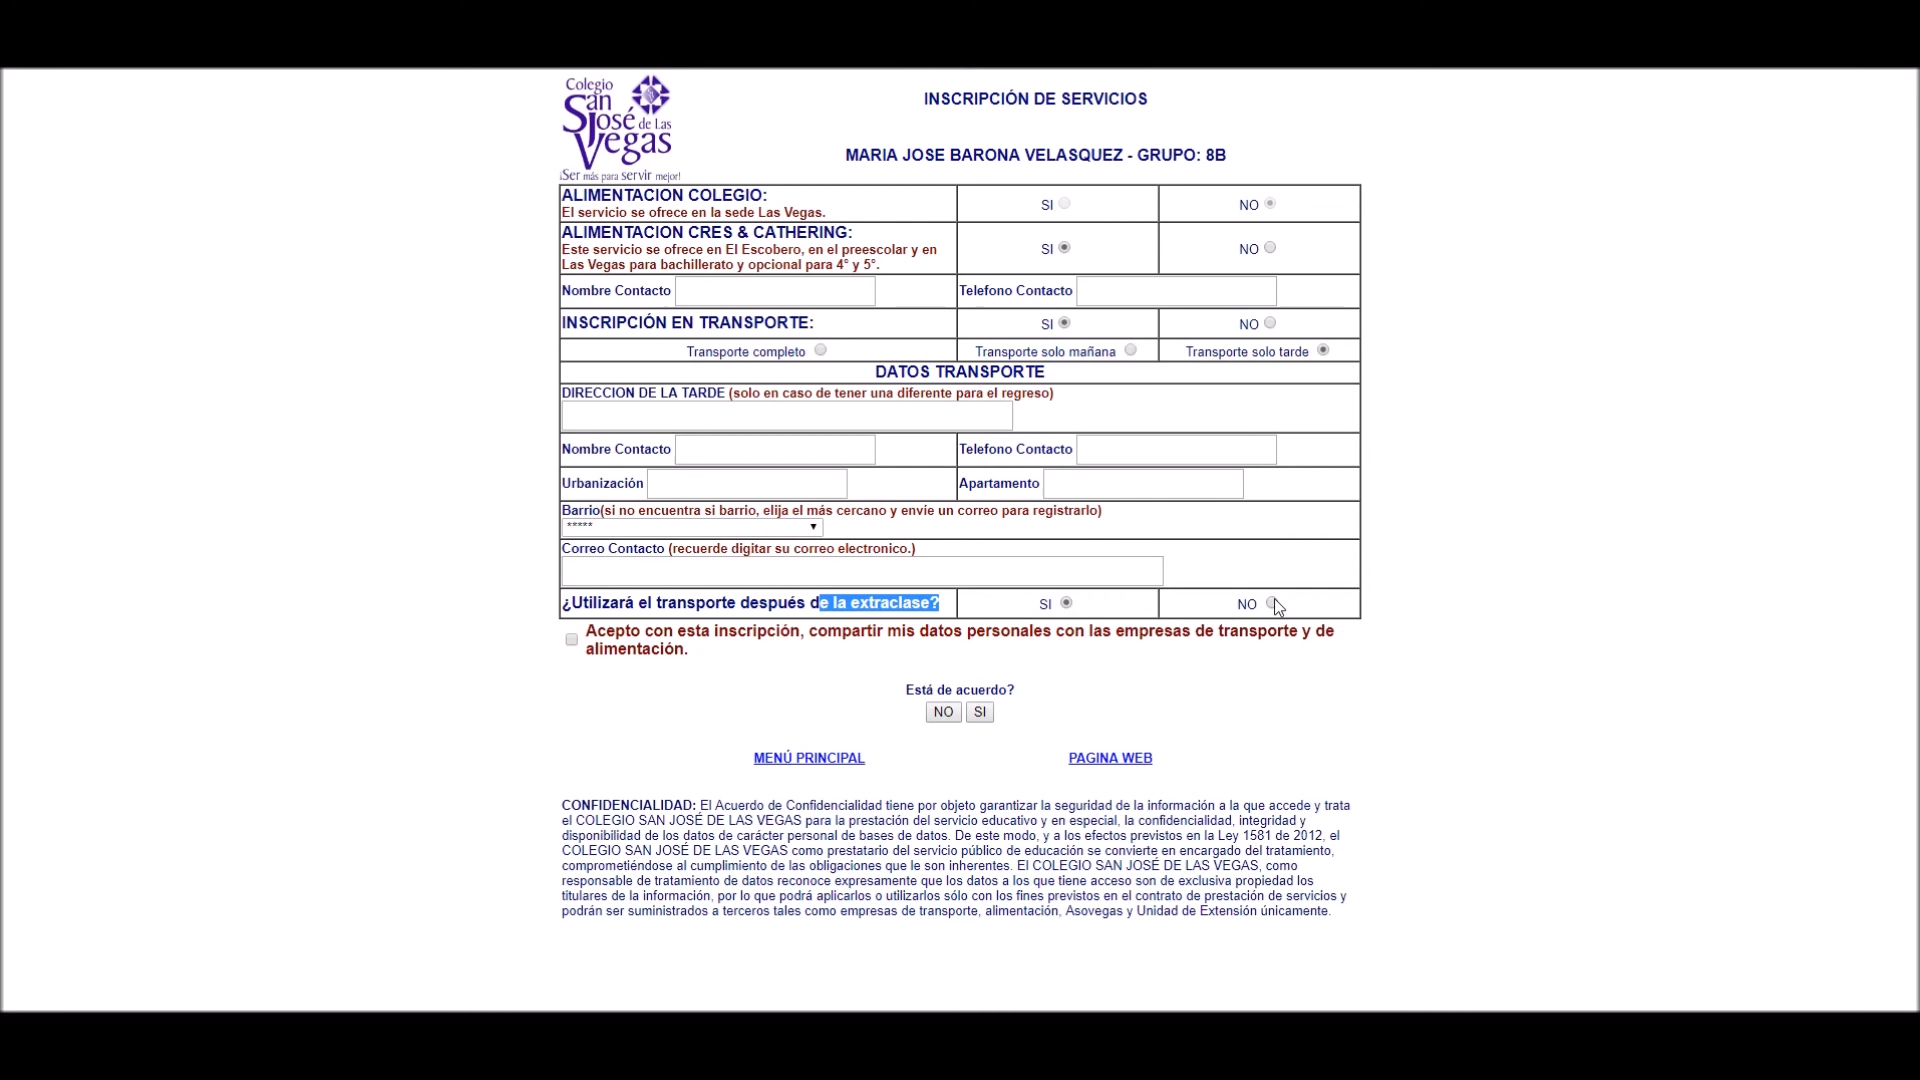 Colegio
San
José de Las
Vegas
¡Ser más para servir mejor!
INSCRIPCIÓN DE SERVICIOS
MARIA JOSE BARONA VELASQUEZ - GRUPO: 8B
ALIMENTACION COLEGIO:
El servicio se ofrece en la sede Las Vegas.
SI
NO
ALIMENTACION CRES & CATHERING:
Este servicio se ofrece en El Escobero, en el preescolar y en
Las Vegas para bachillerato y opcional para 4° y 5°.
SI
NO
Nombre Contacto
Telefono Contacto
INSCRIPCIÓN EN TRANSPORTE:
SI
NO
Transporte completo
Transporte solo mañana
Transporte solo tarde
DATOS TRANSPORTE
DIRECCION DE LA TARDE (solo en caso de tener una diferente para el regreso)
Nombre Contacto
Telefono Contacto
Urbanización
Apartamento
Barrio(si no encuentra si barrio, elija el más cercano y envie un correo para registrarlo)
*****
Correo Contacto (recuerde digitar su correo electronico.)
¿Utilizará el transporte después de la extraclase?
SI
NO
Acepto con esta inscripción, compartir mis datos personales con las empresas de transporte y de
alimentación.
Está de acuerdo?
NO
SI
MENÚ PRINCIPAL
PAGINA WEB
CONFIDENCIALIDAD: El Acuerdo de Confidencialidad tiene por objeto garantizar la seguridad de la información a la que accede y trata
el COLEGIO SAN JOSÉ DE LAS VEGAS para la prestación del servicio educativo y en especial, la confidencialidad, integridad y
disponibilidad de los datos de carácter personal de bases de datos. De este modo, y a los efectos previstos en la Ley 1581 de 2012, el
COLEGIO SAN JOSÉ DE LAS VEGAS como prestatario del servicio público de educación se convierte en encargado del tratamiento,
comprometiéndose al cumplimiento de las obligaciones que le son inherentes. El COLEGIO SAN JOSÉ DE LAS VEGAS, como
responsable de tratamiento de datos reconoce expresamente que los datos a los que tiene acceso son de exclusiva propiedad los
titulares de la información, por lo que podrá aplicarlos o utilizarlos sólo con los fines previstos en el contrato de prestación de servicios y
podrán ser suministrados a terceros tales como empresas de transporte, alimentación, Asovegas y Unidad de Extensión únicamente.